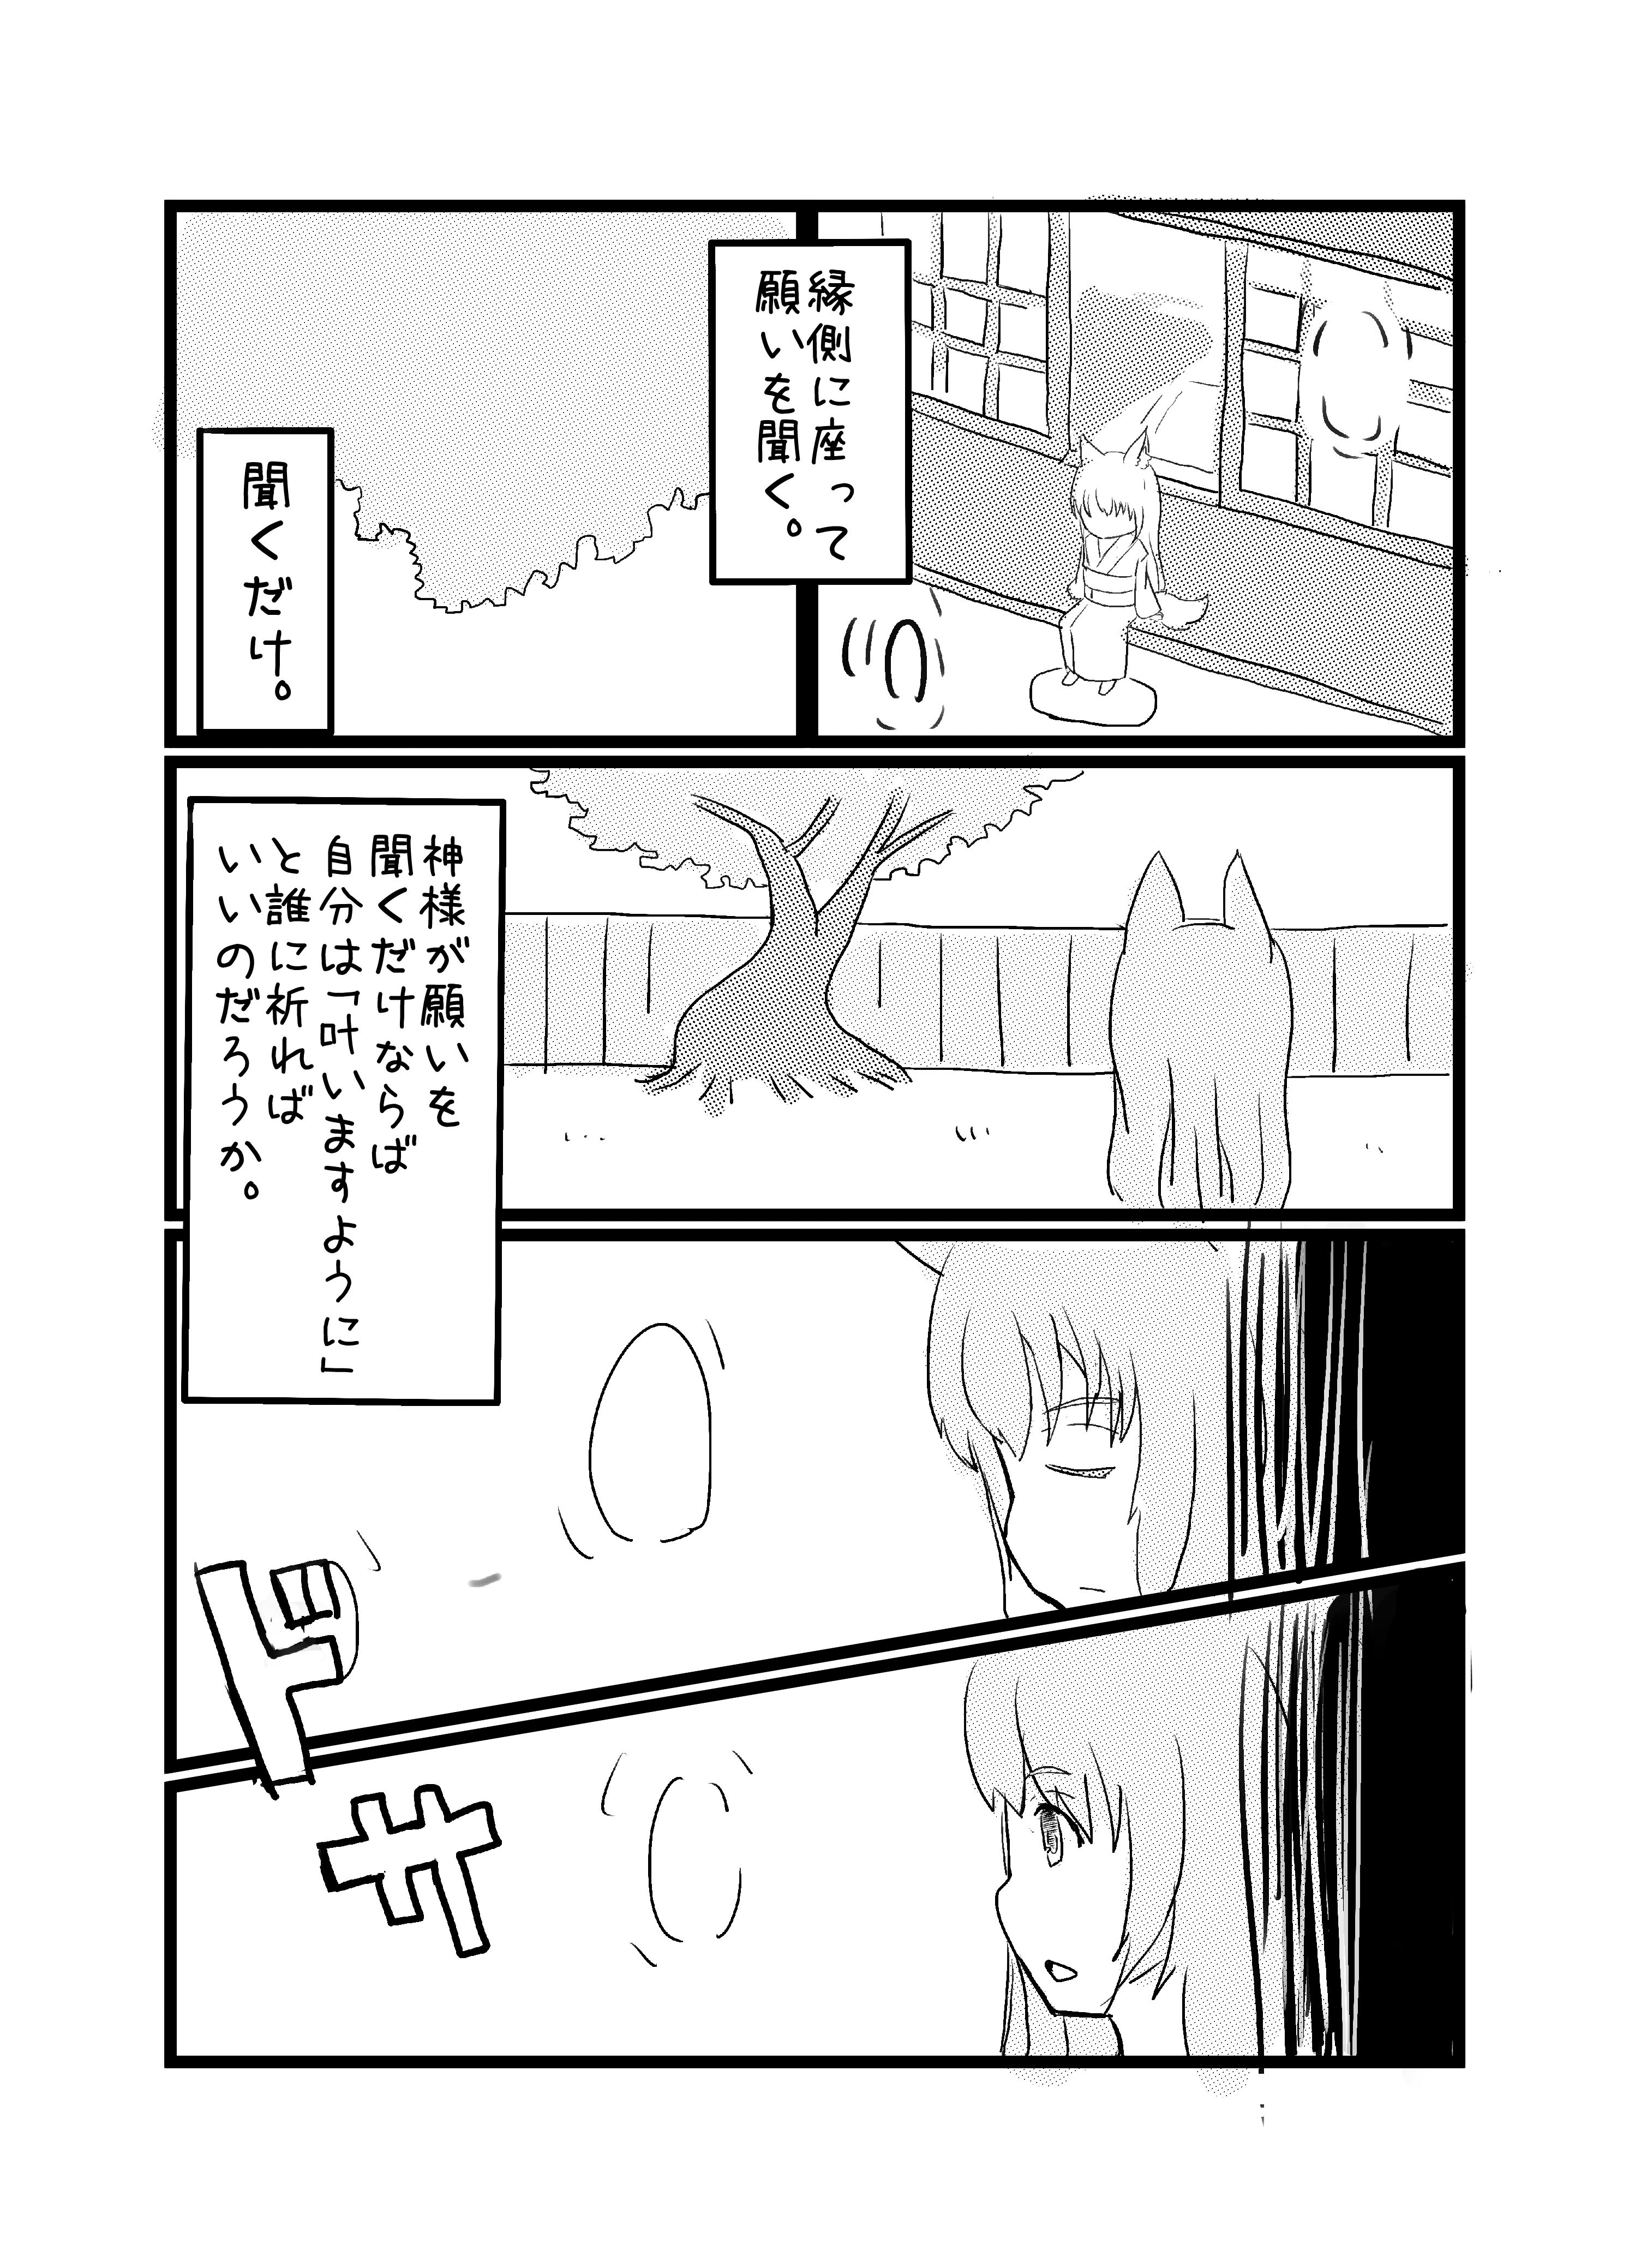 縁側に座って
願いを聞く。
聞くだけ。
神様が願いを
聞くだけならば
自分は「叶いますように」
と誰に祈れば
いいのだろうか。
ドサ